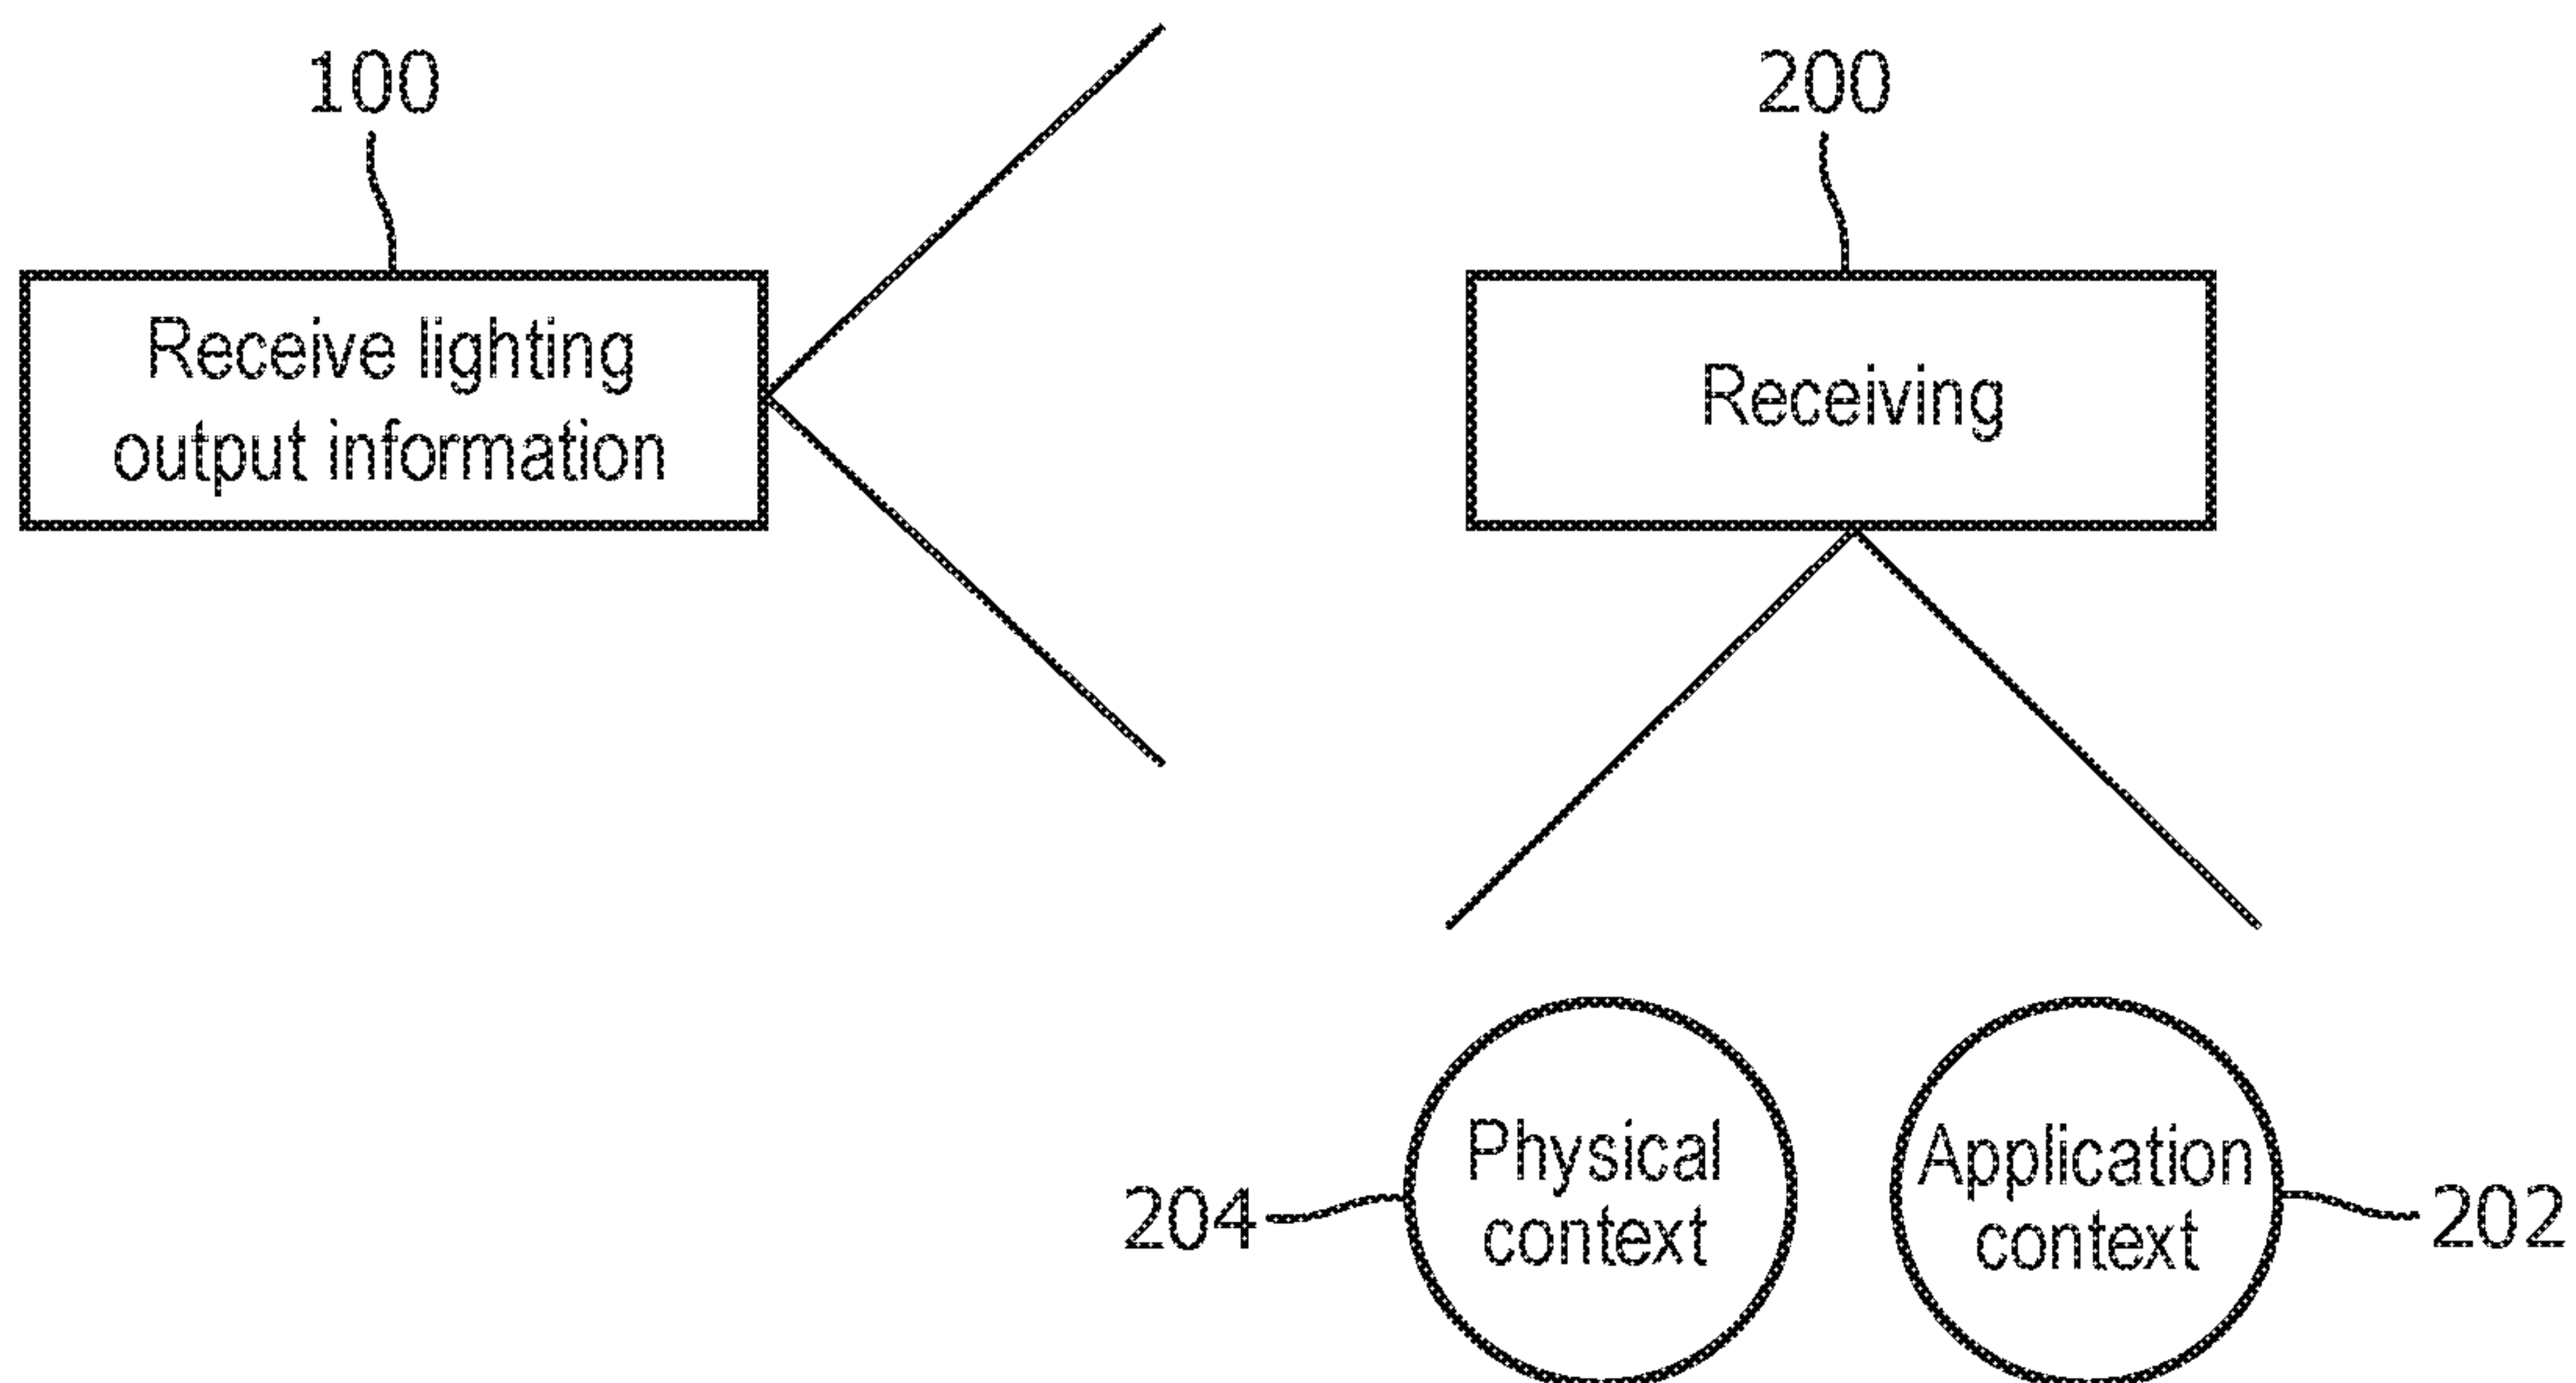 100
200
Receive lighting
output information
Receiving
Physical
context
Application
context
204
202